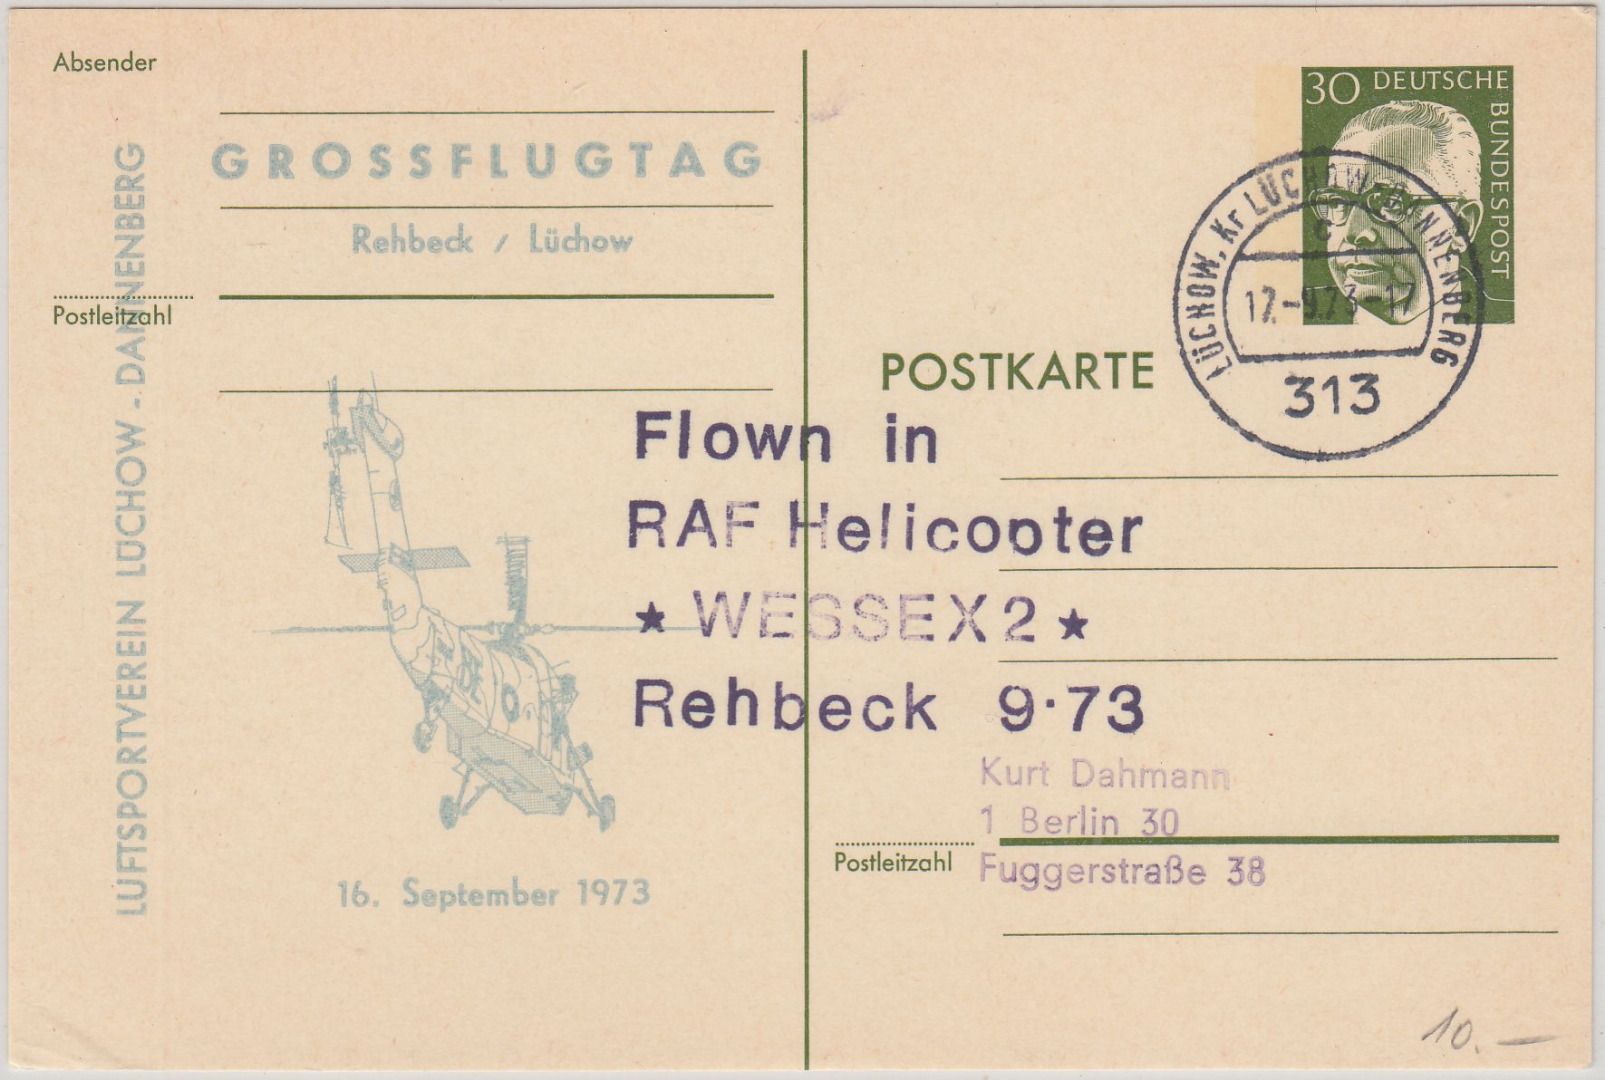 Absender
GROSSFLUGTAG
Rehbeck / Lüchow
Postleitzahl
LUFTSPORTVEREIN LÜCHOW - DANNENBERG
16. September 1973
30 DEUTSCHE
BUNDESPOST
LÜCHOW, Kr LÜCHOW-DANNENBERG
c
17.-9.73-17
313
POSTKARTE
Flown in
RAF Helicopter
★ WESSEX 2 ★
Rehbeck 9·73
Kurt Dahmann
1 Berlin 30
Postleitzahl
Fuggerstraße 38
10.—